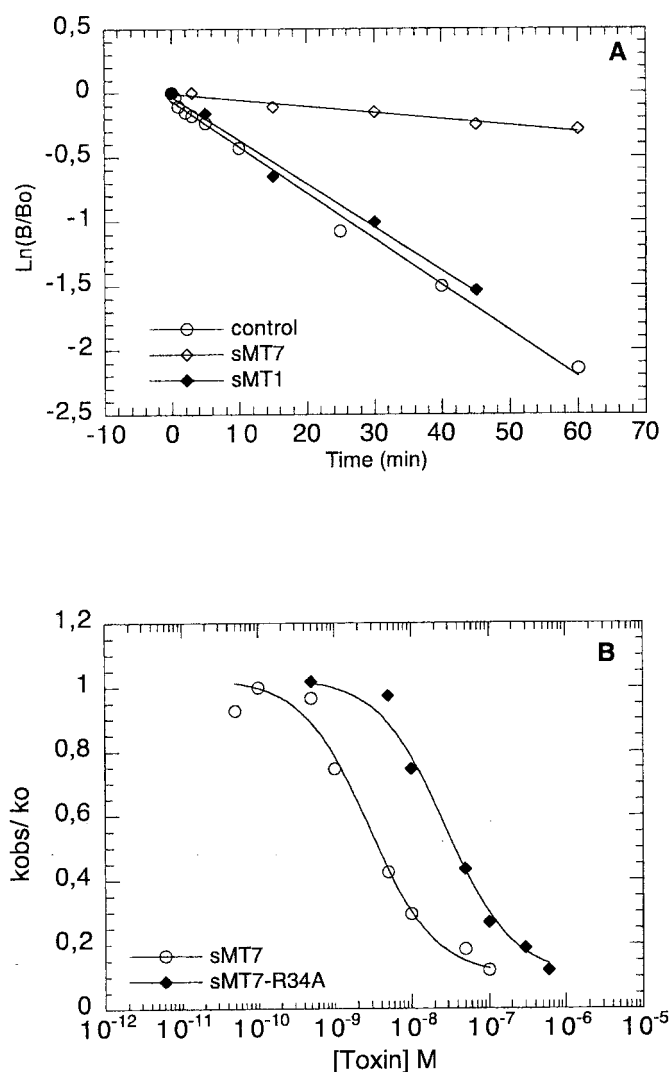 0,5
A
0
-0,5
-1
-1,5
-2
-2,5
Ln(B/Bo)
control
sMT7
sMT1
-10 0 10 20 30 40 50 60 70
Time (min)
1,2
B
1
0,8
0,6
0,4
0,2
0
kobs/ ko
sMT7
sMT7-R34A
10-12 10-11 10-10 10-9 10-8 10-7 10-6 10-5
[Toxin] M